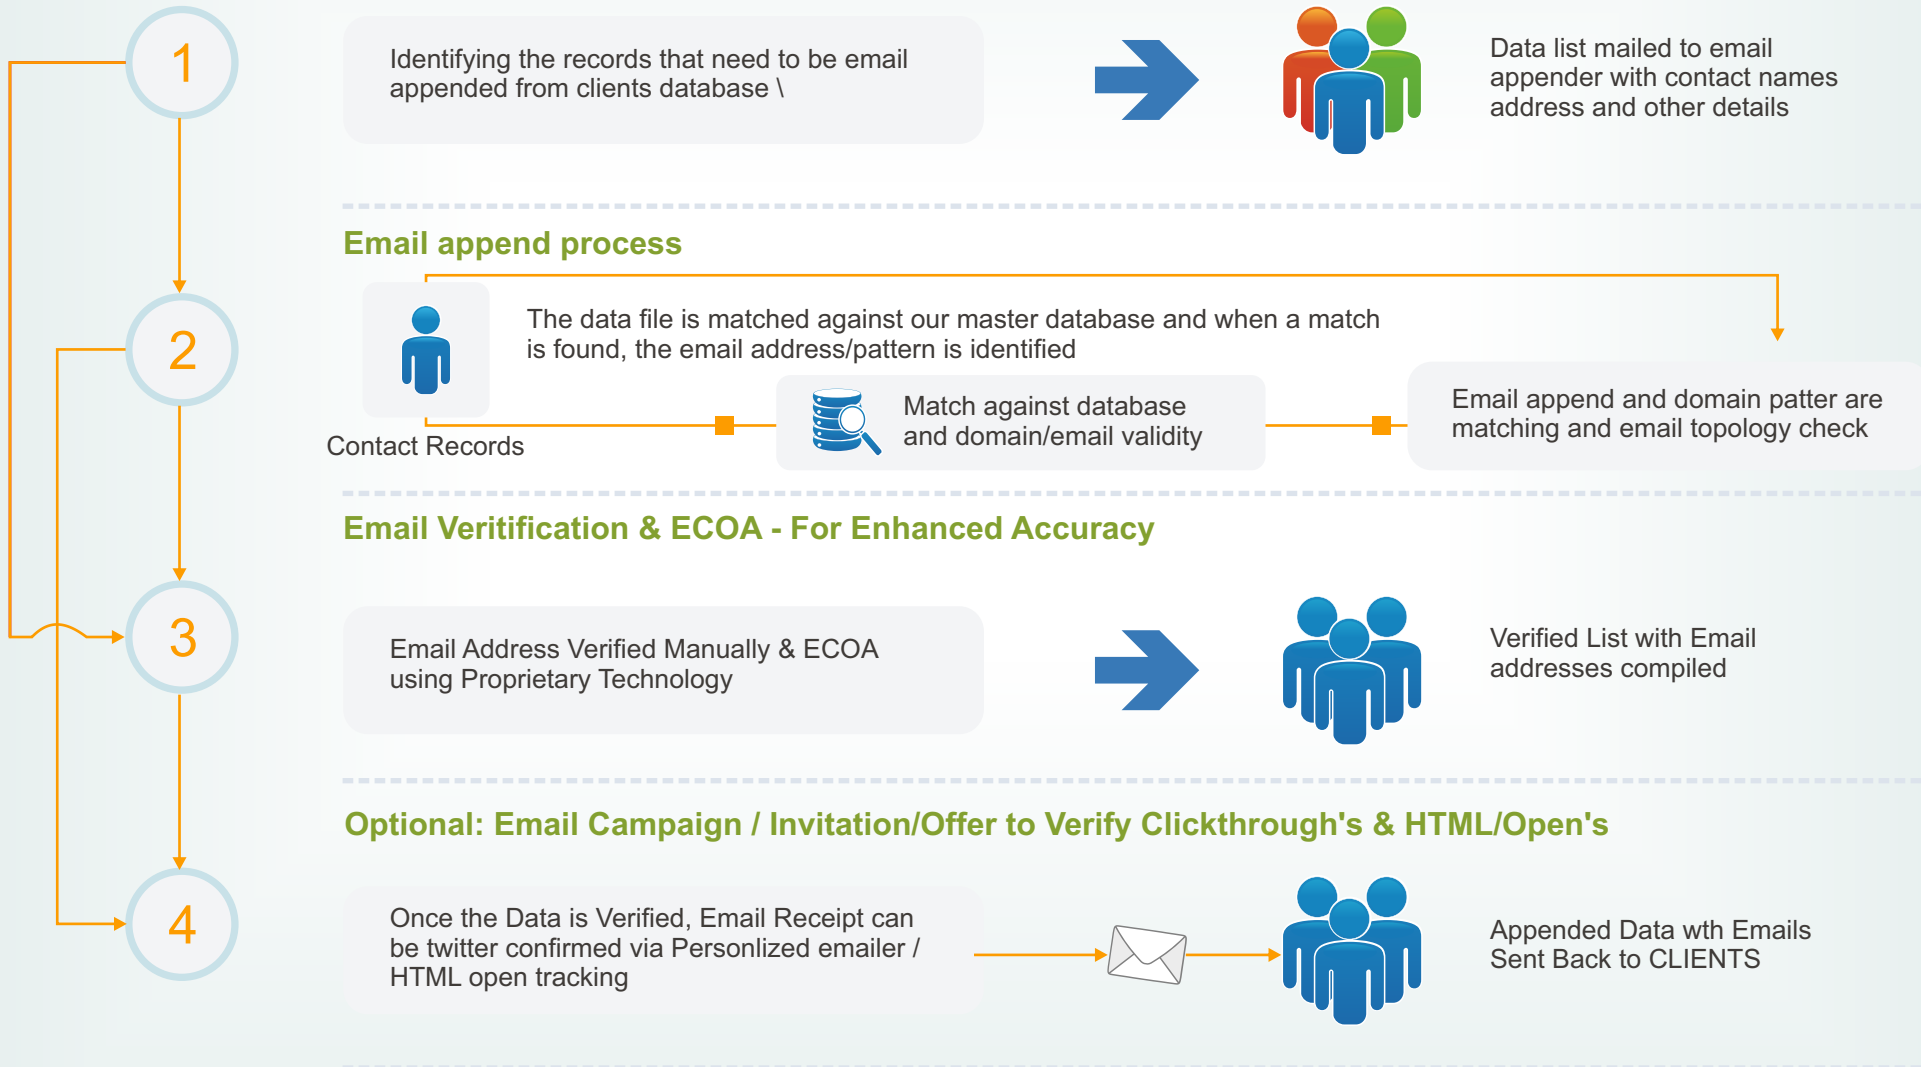 1
Identifying the records that need to be email
appended from clients database \
Data list mailed to email
appender with contact names
address and other details
Email append process
2
The data file is matched against our master database and when a match
is found, the email address/pattern is identified
Contact Records
Match against database
and domain/email validity
Email append and domain patter are
matching and email topology check
Email Veritification & ECOA - For Enhanced Accuracy
3
Email Address Verified Manually & ECOA
using Proprietary Technology
Verified List with Email
addresses compiled
Optional: Email Campaign / Invitation/Offer to Verify Clickthrough's & HTML/Open's
4
Once the Data is Verified, Email Receipt can
be twitter confirmed via Personlized emailer /
HTML open tracking
Appended Data wth Emails
Sent Back to CLIENTS